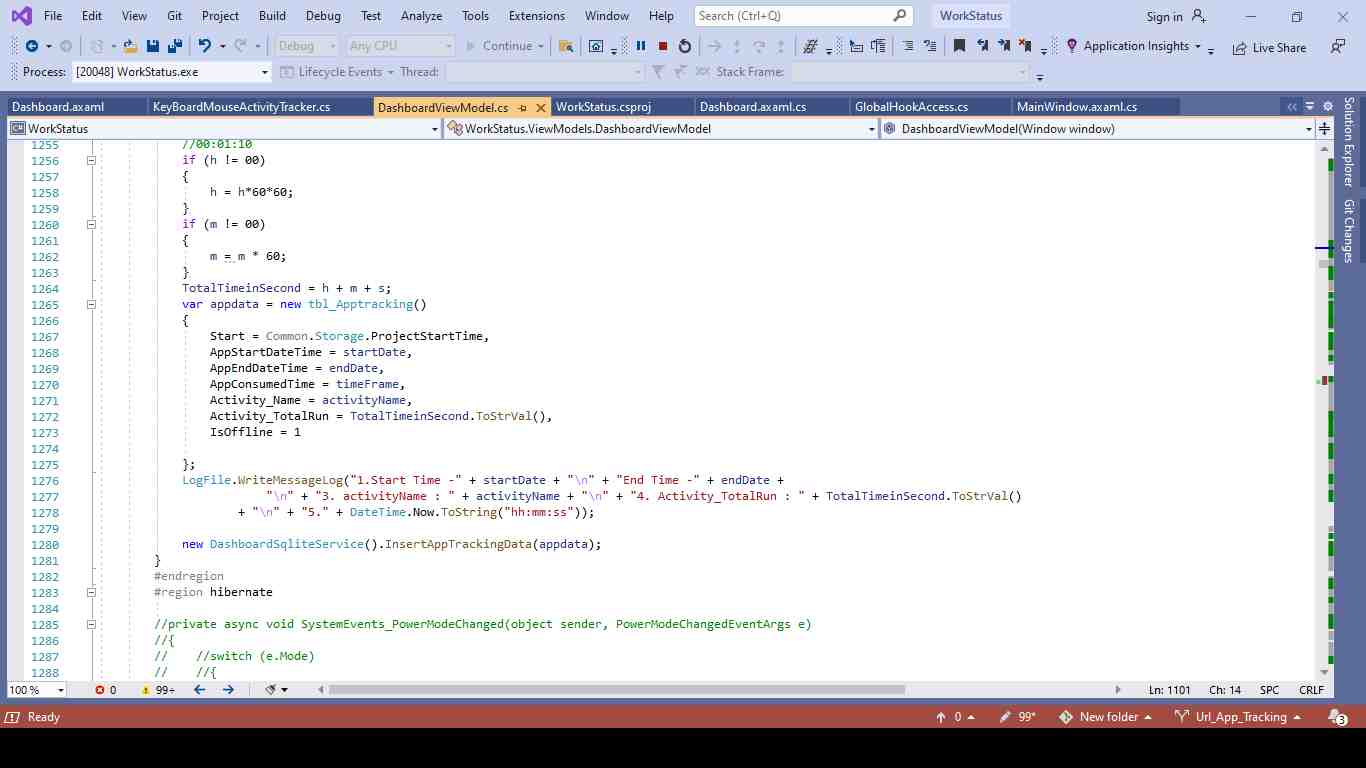 File Edit View Git Project Build Debug Test Analyze Tools Extensions Window Help Search (Ctrl+Q) WorkStatus Sign in
Debug Any CPU Continue Application Insights Live Share
Process: [20048] WorkStatus.exe Lifecycle Events Thread: Stack Frame:
Dashboard.axaml KeyBoardMouseActivityTracker.cs DashboardViewModel.cs WorkStatus.csproj Dashboard.axaml.cs GlobalHookAccess.cs MainWindow.axaml.cs
WorkStatus WorkStatus.ViewModels.DashboardViewModel DashboardViewModel(Window window)
1255 //00:01:10
1256 if (h != 00)
1257 {
1258 h = h*60*60;
1259 }
1260 if (m != 00)
1261 {
1262 m = m * 60;
1263 }
1264 TotalTimeinSecond = h + m + s;
1265 var appdata = new tbl_Apptracking()
1266 {
1267 Start = Common.Storage.ProjectStartTime,
1268 AppStartDateTime = startDate,
1269 AppEndDateTime = endDate,
1270 AppConsumedTime = timeFrame,
1271 Activity_Name = activityName,
1272 Activity_TotalRun = TotalTimeinSecond.ToStrVal(),
1273 IsOffline = 1
1274
1275 };
1276 LogFile.WriteMessageLog("1.Start Time -" + startDate + "\n" + "End Time -" + endDate +
1277 "\n" + "3. activityName : " + activityName + "\n" + "4. Activity_TotalRun : " + TotalTimeinSecond.ToStrVal()
1278 + "\n" + "5." + DateTime.Now.ToString("hh:mm:ss"));
1279
1280 new DashboardSqliteService().InsertAppTrackingData(appdata);
1281 }
1282 #endregion
1283 #region hibernate
1284
1285 //private async void SystemEvents_PowerModeChanged(object sender, PowerModeChangedEventArgs e)
1286 //{
1287 // //switch (e.Mode)
1288 // //{
Solution Explorer
Git Changes
100 % 0 99+ Ln: 1101 Ch: 14 SPC CRLF
Ready 0 99* New folder Url_App_Tracking 3